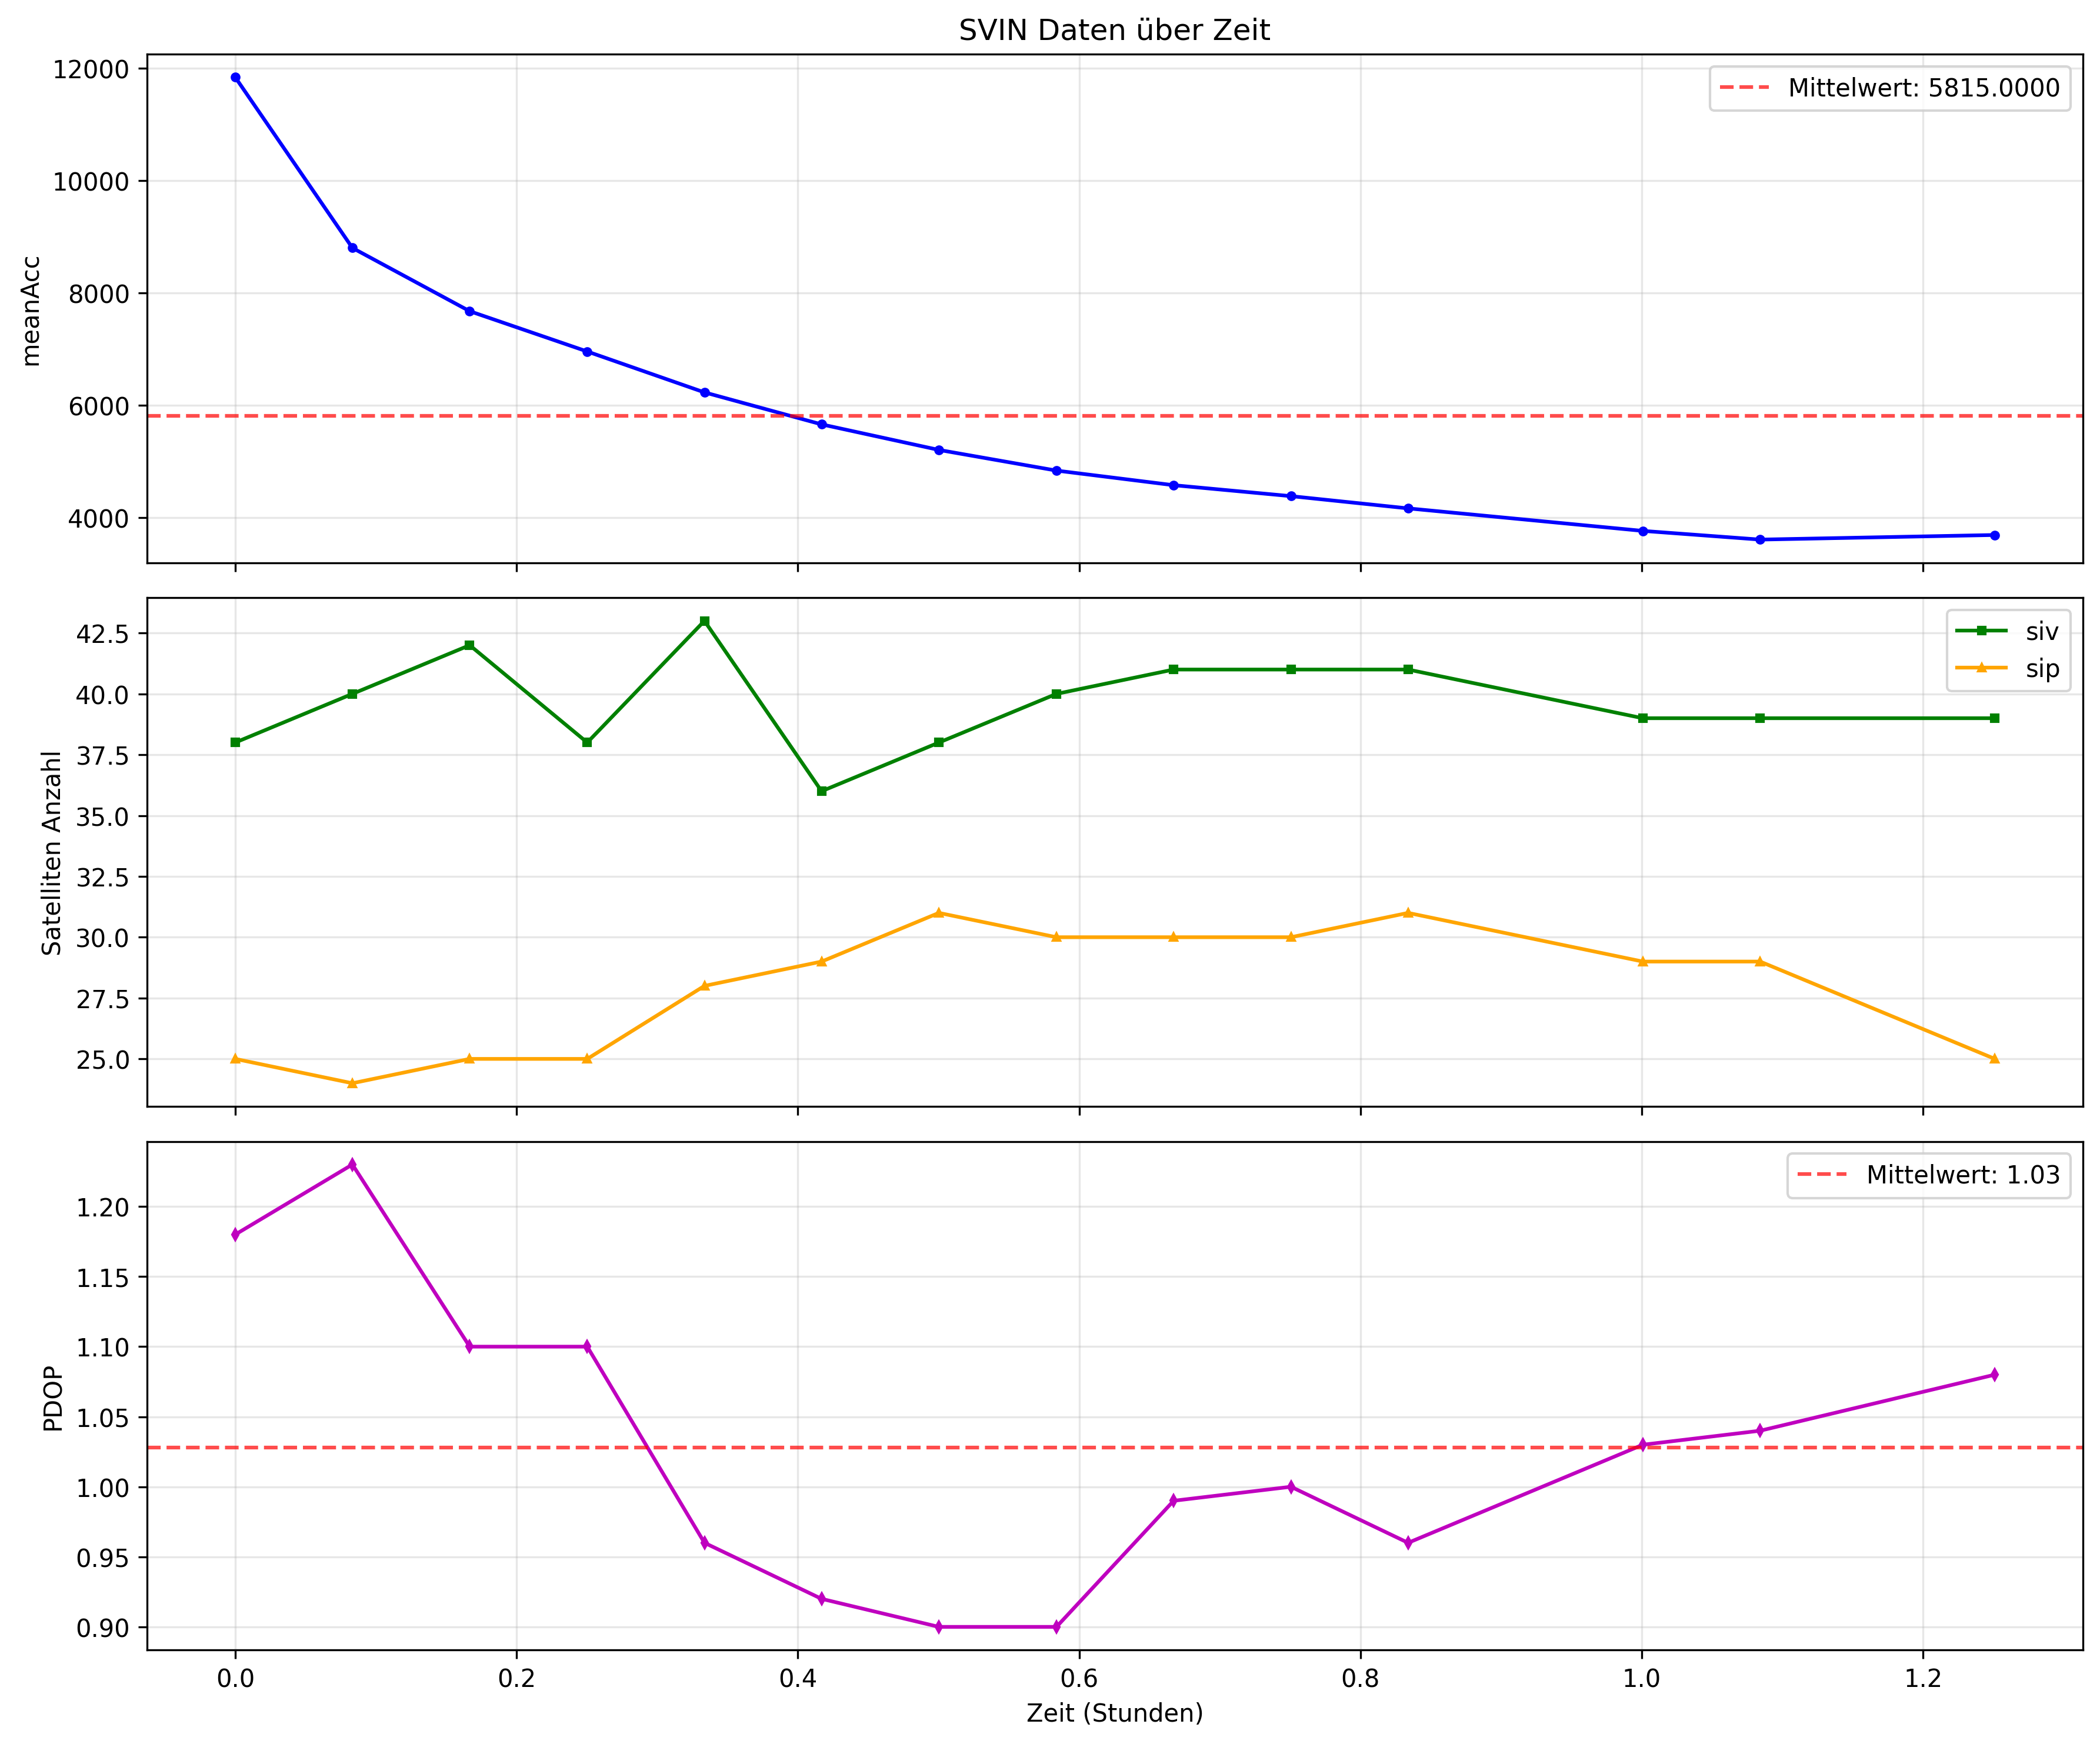 SVIN Daten über Zeit
12000
10000
8000
6000
4000
meanAcc
Mittelwert: 5815.0000
42.5
40.0
37.5
35.0
32.5
30.0
27.5
25.0
Satelliten Anzahl
siv
sip
1.20
1.15
1.10
1.05
1.00
0.95
0.90
PDOP
Mittelwert: 1.03
0.0 0.2 0.4 0.6 0.8 1.0 1.2
Zeit (Stunden)